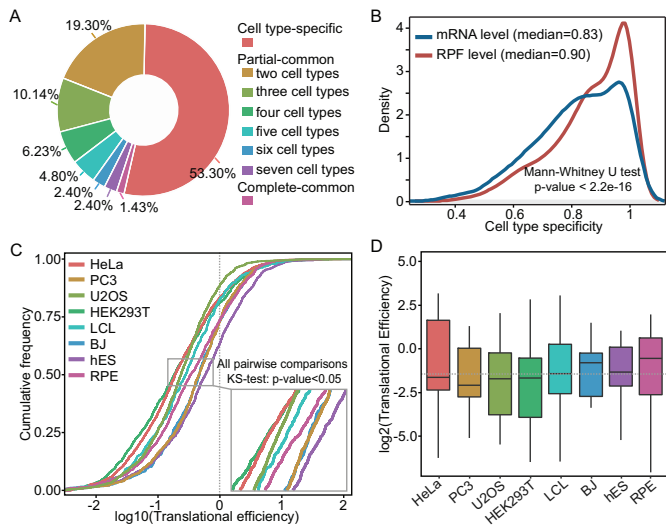 A
19.30%
10.14%
6.23%
4.80%
2.40%
2.40%
1.43%
53.30%
Cell type-specific
Partial-common
two cell types
three cell types
four cell types
five cell types
six cell types
seven cell types
Complete-common
B
mRNA level (median=0.83)
RPF level (median=0.90)
Density
4
3
2
1
0
Mann-Whitney U test
p-value < 2.2e-16
0.4
0.6
0.8
1
Cell type specificity
C
Cumulative frequency
1.00
0.75
0.50
0.25
0.00
HeLa
PC3
U2OS
HEK293T
LCL
BJ
hES
RPE
All pairwise comparisons
KS-test: p-value<0.05
-2
-1
0
1
2
log10(Translational efficiency)
D
log2(Translational Efficiency)
5.0
2.5
-0.0
-2.5
-5.0
HeLa
PC3
U2OS
HEK293T
LCL
BJ
hES
RPE